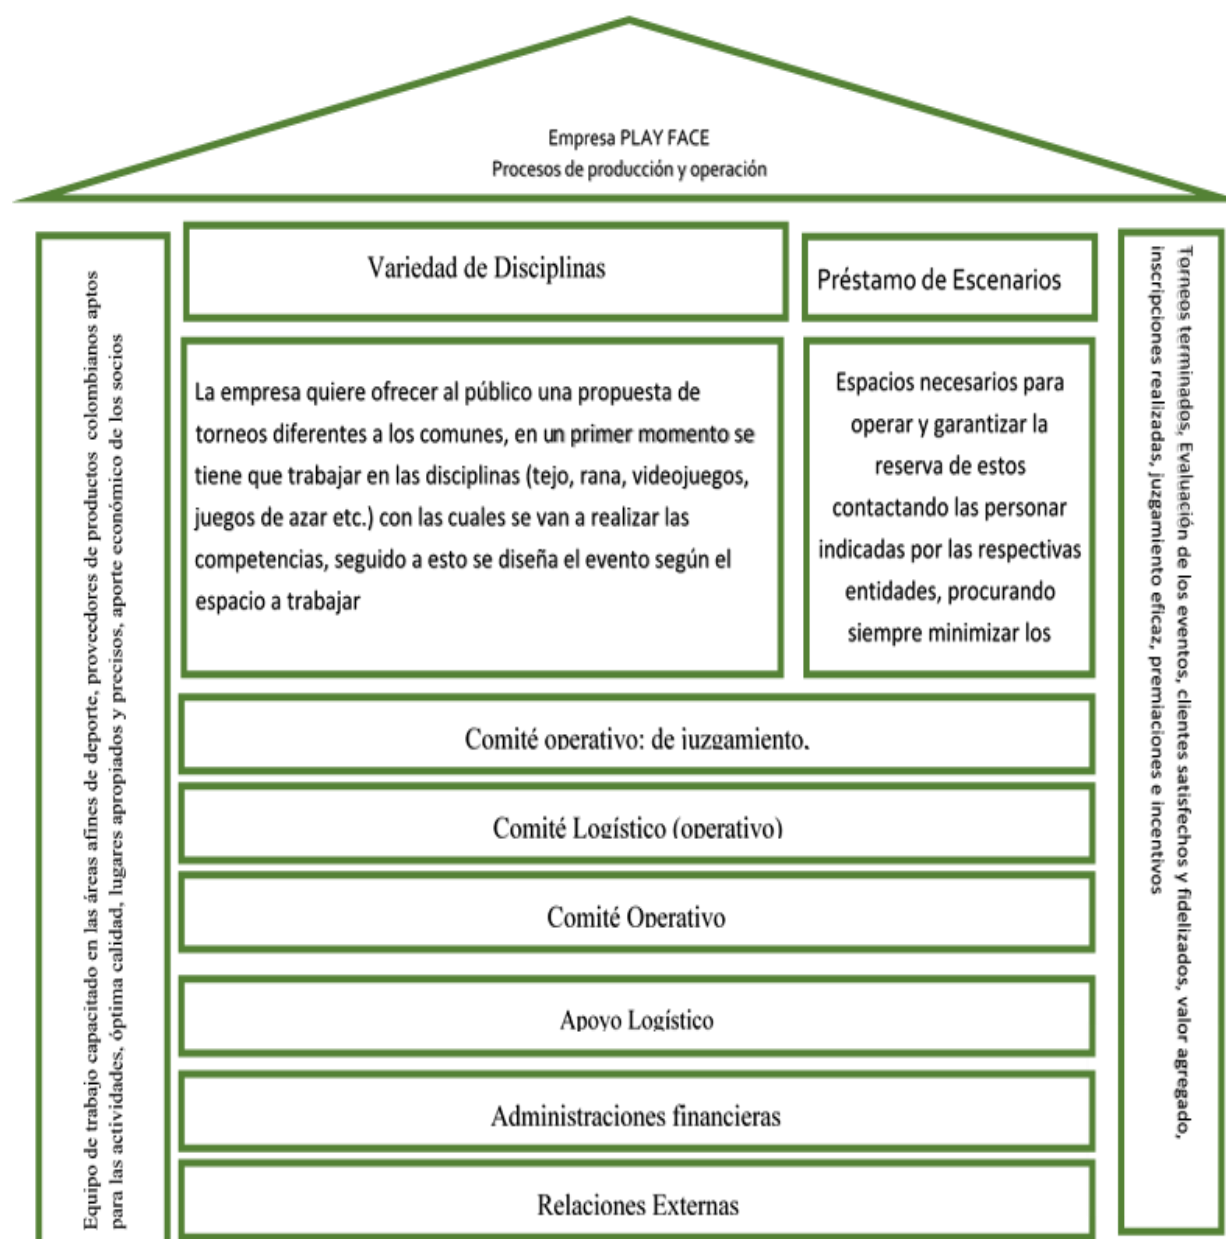 Empresa PLAY FACE
Procesos de producción y operación
Equipo de trabajo capacitado en las áreas afines de deporte, proveedores de productos colombianos aptos
para las actividades, óptima calidad, lugares apropiados y precisos, aporte económico de los socios
Variedad de Disciplinas
Préstamo de Escenarios
La empresa quiere ofrecer al público una propuesta de
torneos diferentes a los comunes, en un primer momento se
tiene que trabajar en las disciplinas (tejo, rana, videojuegos,
juegos de azar etc.) con las cuales se van a realizar las
competencias, seguido a esto se diseña el evento según el
espacio a trabajar
Espacios necesarios para
operar y garantizar la
reserva de estos
contactando las personar
indicadas por las respectivas
entidades, procurando
siempre minimizar los
Comité operativo: de juzgamiento.
Comité Logístico (operativo)
Comité Operativo
Apoyo Logístico
Administraciones financieras
Relaciones Externas
Torneos terminados, Evaluación de los eventos, clientes satisfechos y fidelizados, valor agregado,
inscripciones realizadas, juzgamiento eficaz, premiaciones e incentivos